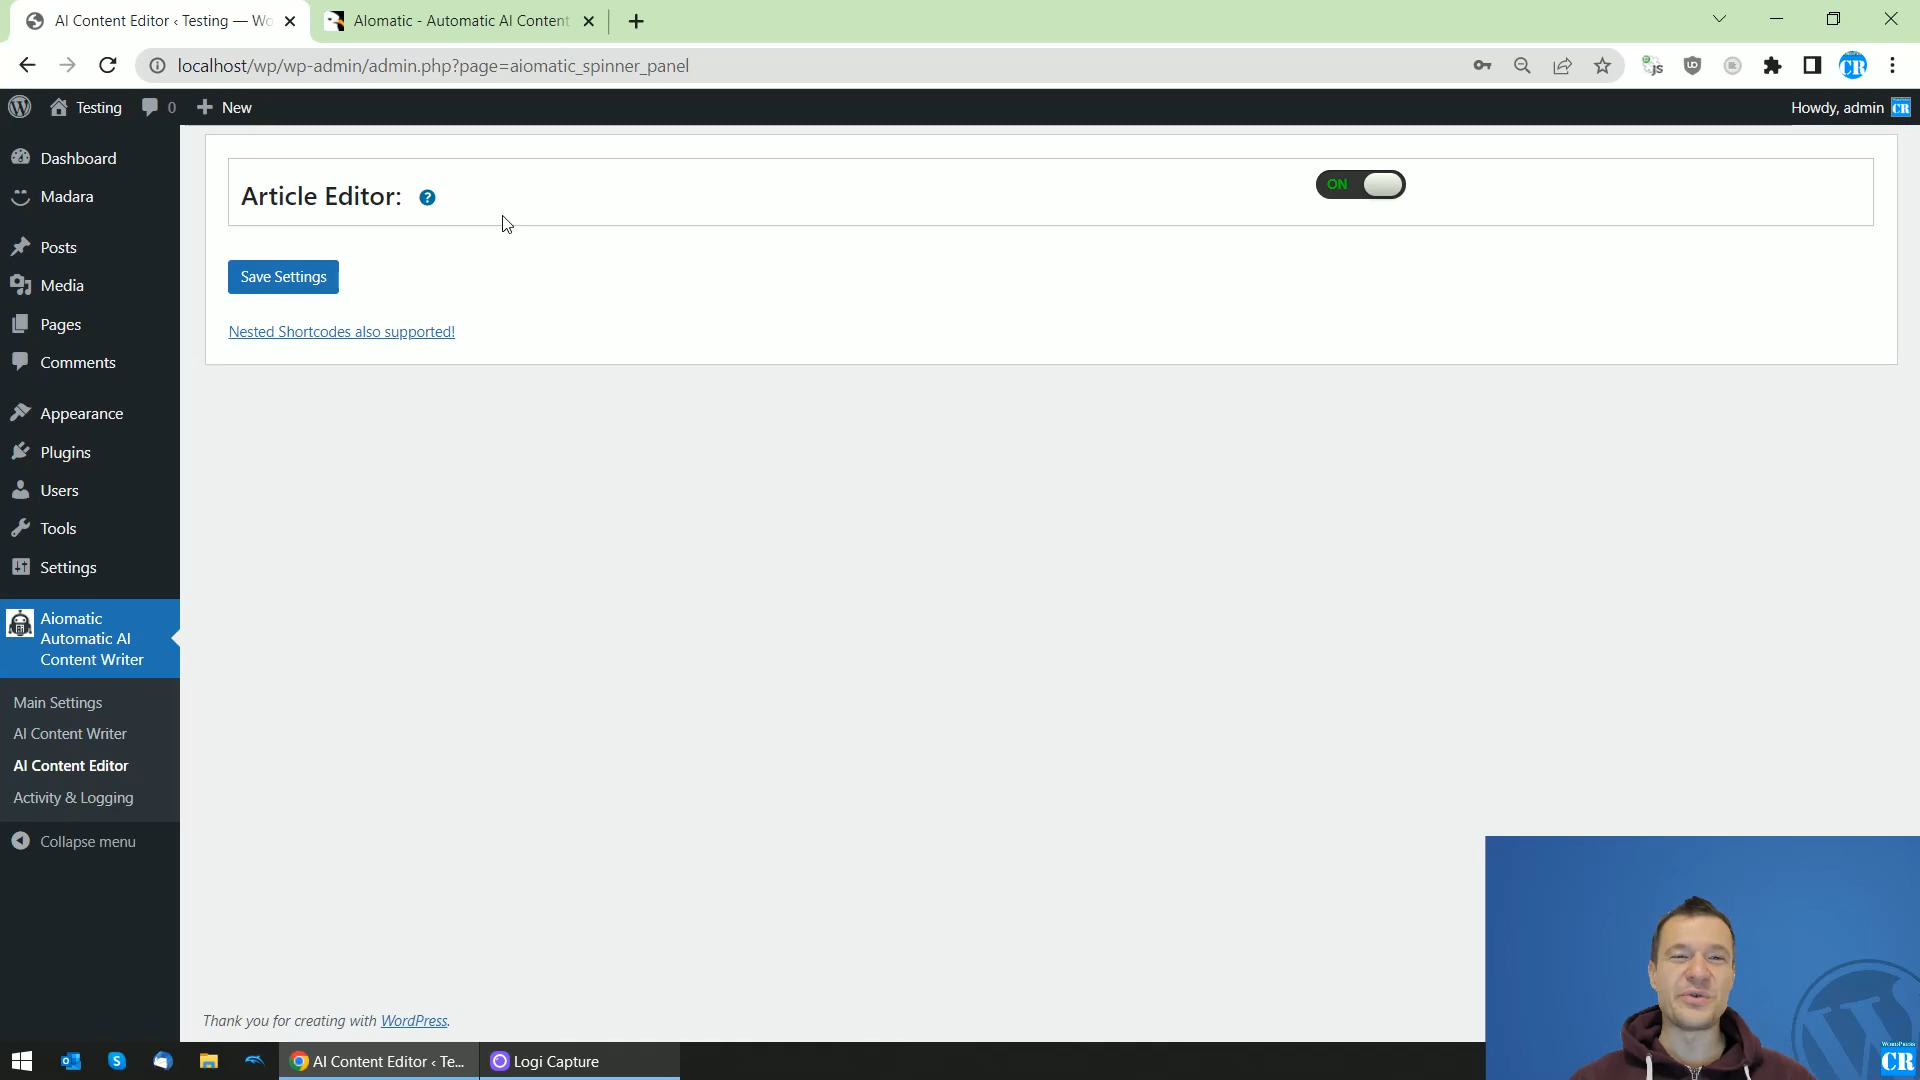 AI Content Editor ‹ Testing — Wo
AIomatic - Automatic AI Content
localhost/wp/wp-admin/admin.php?page=aiomatic_spinner_panel
Testing
0
New
Howdy, admin
CR
Dashboard
Madara
Posts
Media
Pages
Comments
Appearance
Plugins
Users
Tools
Settings
Aiomatic
Automatic AI
Content Writer
Main Settings
AI Content Writer
AI Content Editor
Activity & Logging
Collapse menu
Article Editor:
?
ON
Save Settings
Nested Shortcodes also supported!
Thank you for creating with WordPress.
AI Content Editor ‹ Te...
Logi Capture
WordPress
CR